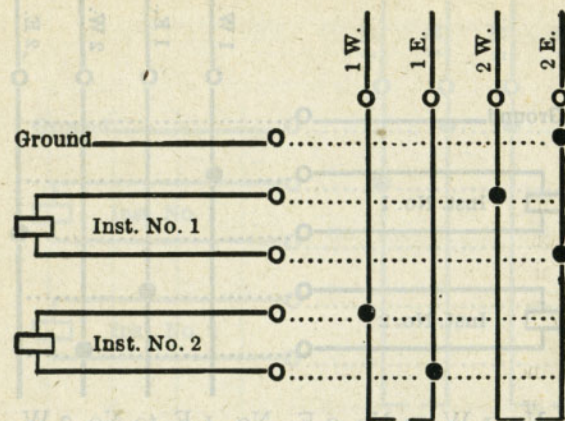 1 W.
1 E.
2 W.
2 E.
Ground
Inst. No. 1
Inst. No. 2